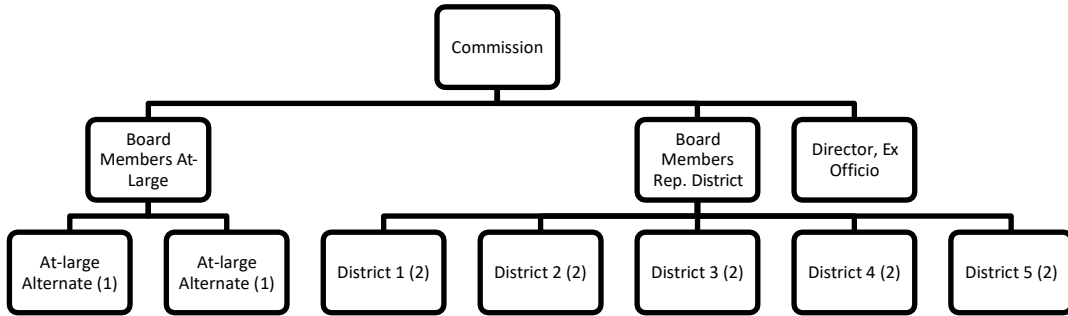 Commission
Board
Members At-
Large
Board
Members
Rep. District
Director, Ex
Officio
At-large
Alternate (1)
At-large
Alternate (1)
District 1 (2)
District 2 (2)
District 3 (2)
District 4 (2)
District 5 (2)